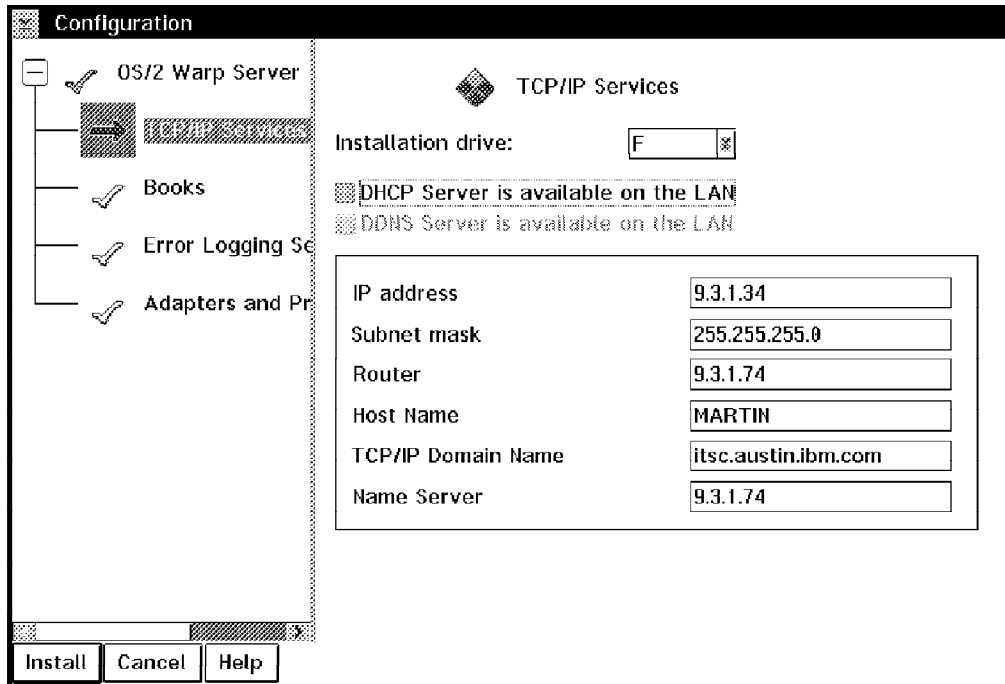 Configuration
OS/2 Warp Server
TCP/IP Services
Books
Error Logging Se
Adapters and Pr
TCP/IP Services
Installation drive: F
DHCP Server is available on the LAN
DDNS Server is available on the LAN
IP address 9.3.1.34
Subnet mask 255.255.255.0
Router 9.3.1.74
Host Name MARTIN
TCP/IP Domain Name itsc.austin.ibm.com
Name Server 9.3.1.74
Install Cancel Help